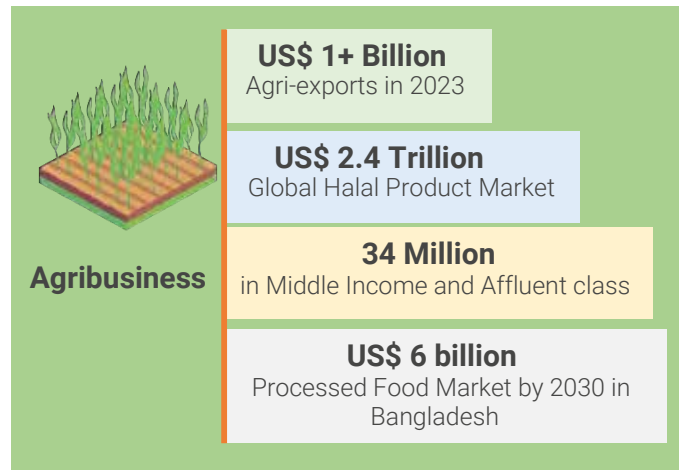 US$ 1+ Billion
Agri-exports in 2023
US$ 2.4 Trillion
Global Halal Product Market
Agribusiness
34 Million
in Middle Income and Affluent class
US$ 6 billion
Processed Food Market by 2030 in
Bangladesh